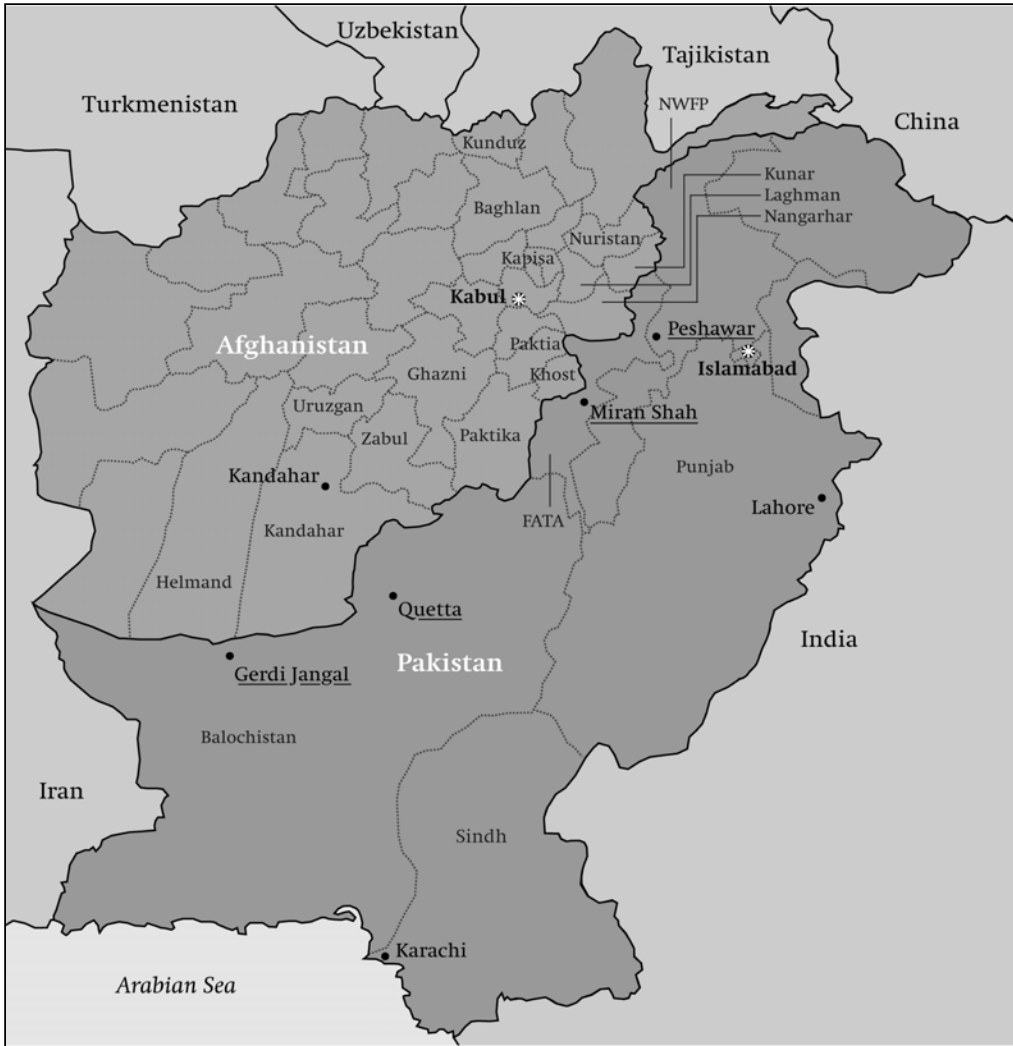 Uzbekistan
Tajikistan
Turkmenistan
NWFP
China
Kunduz
Kunar
Laghman
Baghlan
Nangarhar
Nuristan
Kapisa
Kabul
Peshawar
Afghanistan
Paktia
Islamabad
Ghazni
Khost
Uruzgan
Miran Shah
Zabul
Paktika
Punjab
Kandahar
Lahore
FATA
Kandahar
Helmand
Quetta
India
Pakistan
Gerdi Jangal
Balochistan
Iran
Sindh
Karachi
Arabian Sea